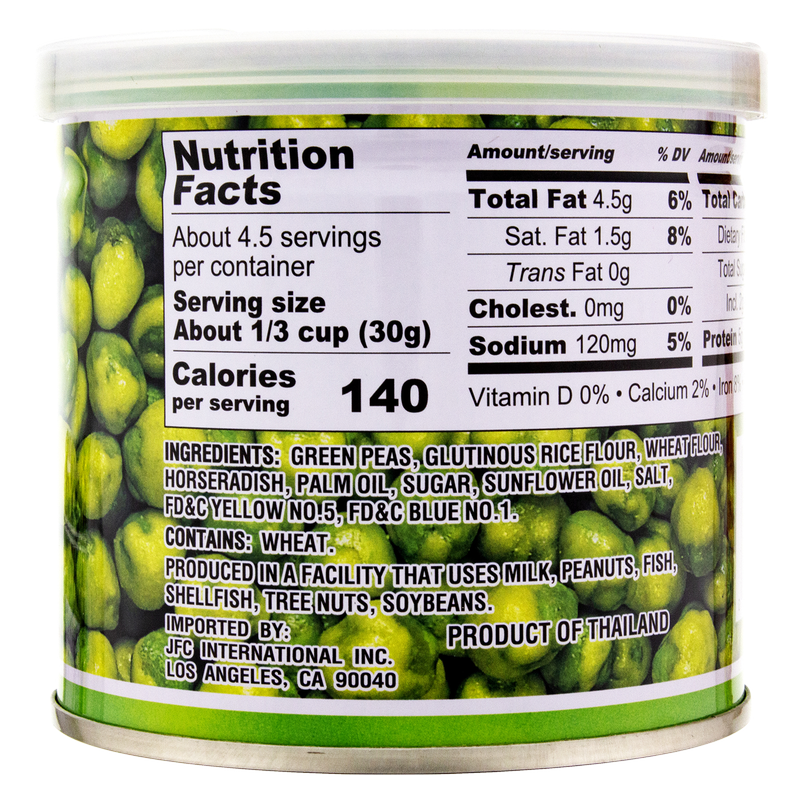 Nutrition
Facts
About 4.5 servings
per container
Serving size
About 1/3 cup (30g)
Calories
per serving 140
Amount/serving % DV
Total Fat 4.5g 6%
Sat. Fat 1.5g 8%
Trans Fat 0g
Cholest. 0mg 0%
Sodium 120mg 5%
Total
Total
Protein
Vitamin D 0% • Calcium 2% • Iron
INGREDIENTS: GREEN PEAS, GLUTINOUS RICE FLOUR, WHEAT FLOUR,
HORSERADISH, PALM OIL, SUGAR, SUNFLOWER OIL, SALT,
FD&C YELLOW NO.5, FD&C BLUE NO.1.
CONTAINS: WHEAT.
PRODUCED IN A FACILITY THAT USES MILK, PEANUTS, FISH,
SHELLFISH, TREE NUTS, SOYBEANS.
IMPORTED BY:
JFC INTERNATIONAL INC.
LOS ANGELES, CA 90040
PRODUCT OF THAILAND